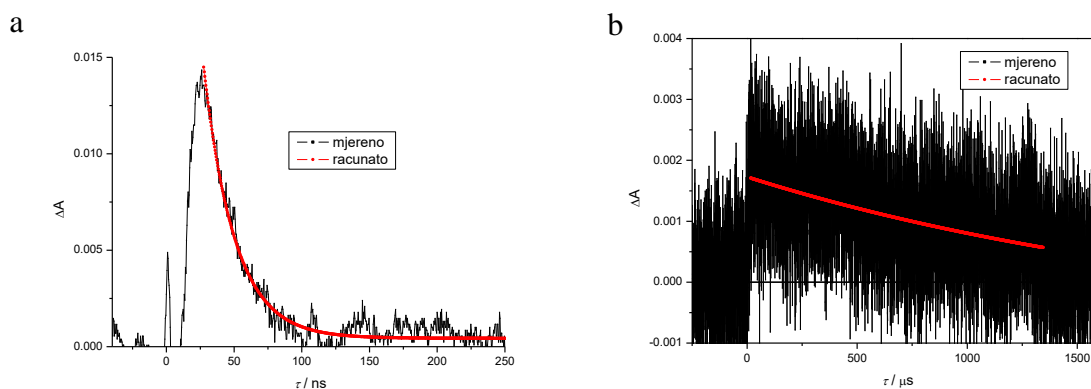 a
0.015
0.010
0.005
0.000
ΔA
mjereno
racunato
0
50
100
150
200
250
τ / ns
b
0.004
0.003
0.002
0.001
0.000
-0.001
ΔA
mjereno
racunato
0
500
1000
1500
τ / μs